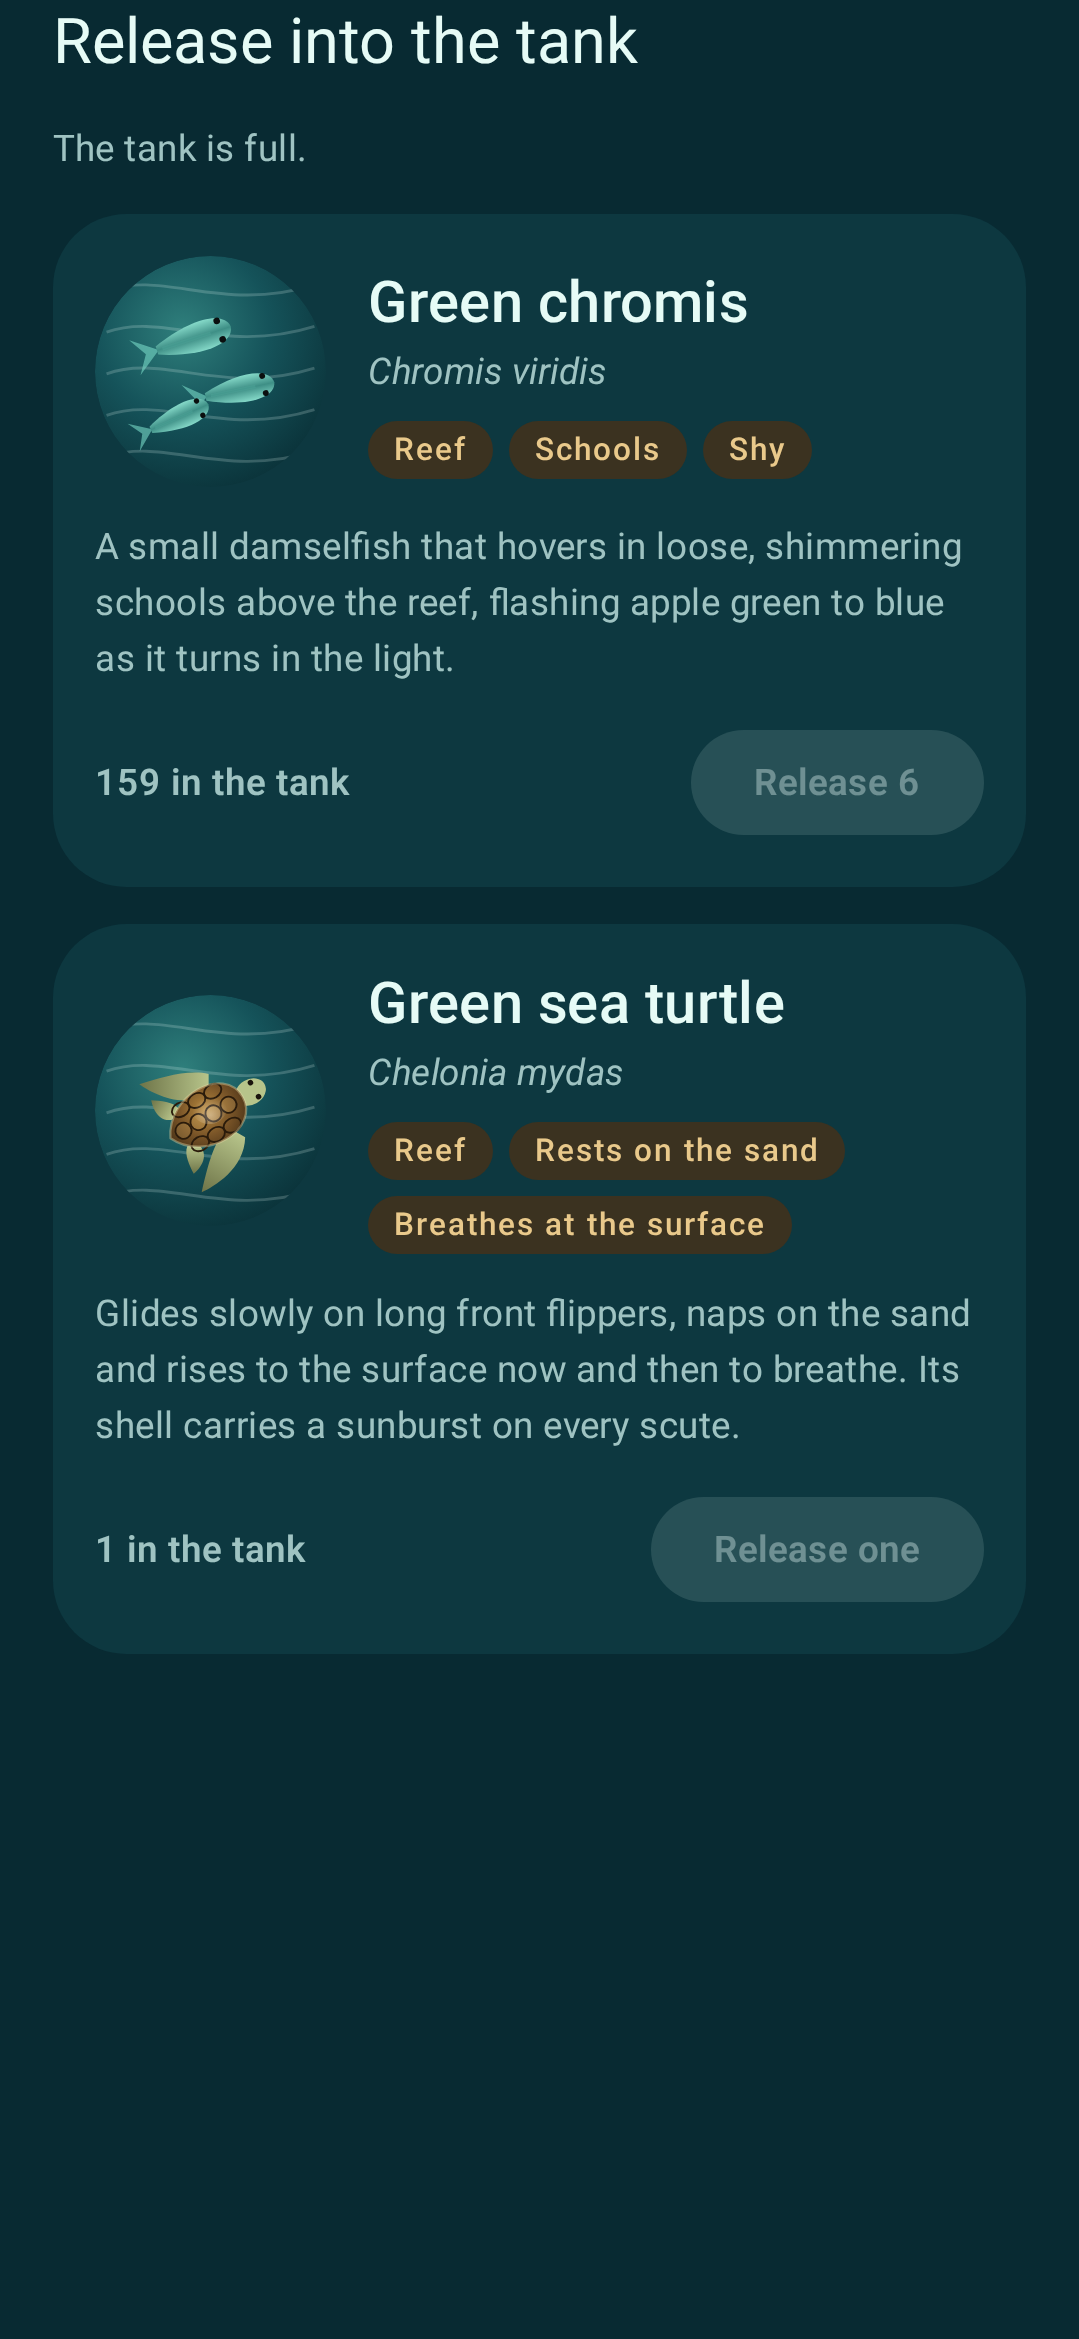 Release into the tank
The tank is full.
Green chromis
Chromis viridis
Reef
Schools
Shy
A small damselfish that hovers in loose, shimmering
schools above the reef, flashing apple green to blue
as it turns in the light.
159 in the tank
Release 6
Green sea turtle
Chelonia mydas
Reef
Rests on the sand
Breathes at the surface
Glides slowly on long front flippers, naps on the sand
and rises to the surface now and then to breathe. Its
shell carries a sunburst on every scute.
1 in the tank
Release one